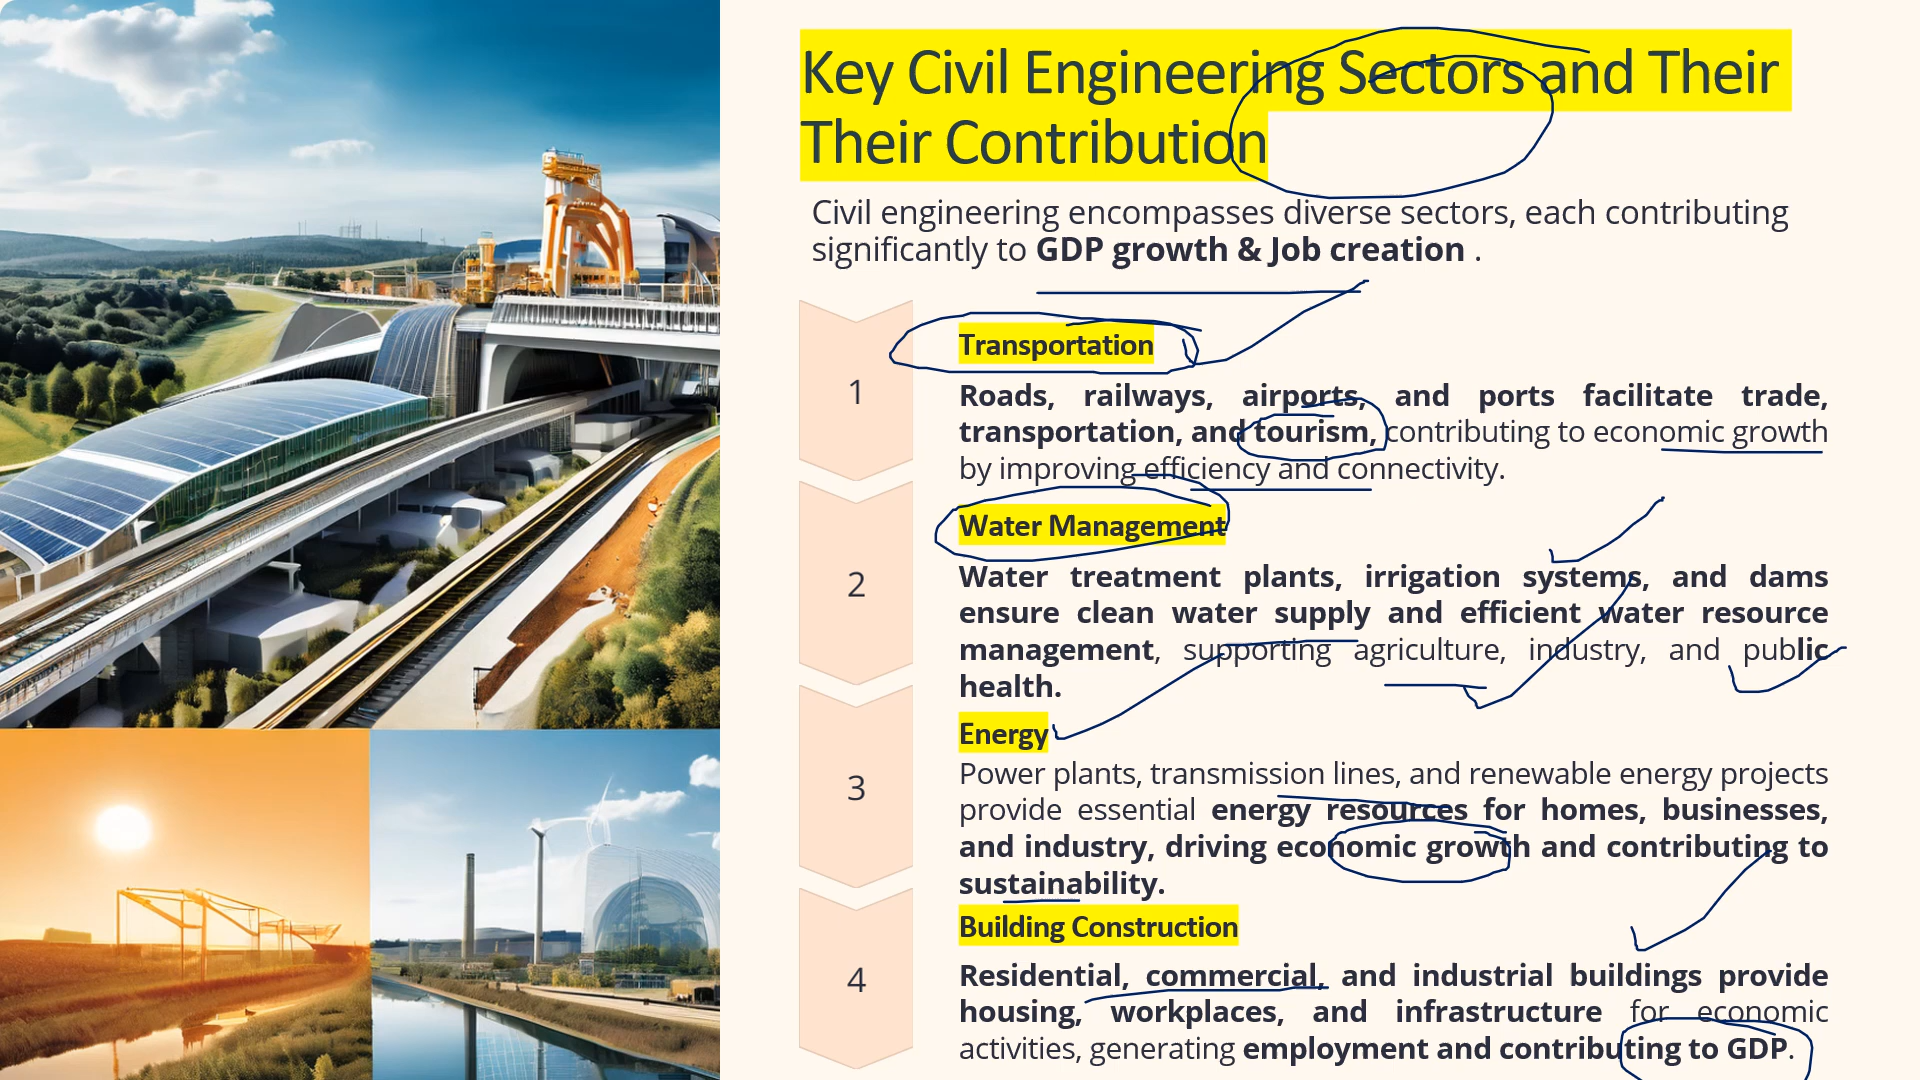 Key Civil Engineering Sectors and Their
Their Contribution
Civil engineering encompasses diverse sectors, each contributing
significantly to GDP growth & Job creation .
1
Transportation
Roads, railways, airports, and ports facilitate trade,
transportation, and tourism, contributing to economic growth
by improving efficiency and connectivity.
2
Water Management
Water treatment plants, irrigation systems, and dams
ensure clean water supply and efficient water resource
management, supporting agriculture, industry, and public
health.
3
Energy
Power plants, transmission lines, and renewable energy projects
provide essential energy resources for homes, businesses,
and industry, driving economic growth and contributing to
sustainability.
4
Building Construction
Residential, commercial, and industrial buildings provide
housing, workplaces, and infrastructure for economic
activities, generating employment and contributing to GDP.